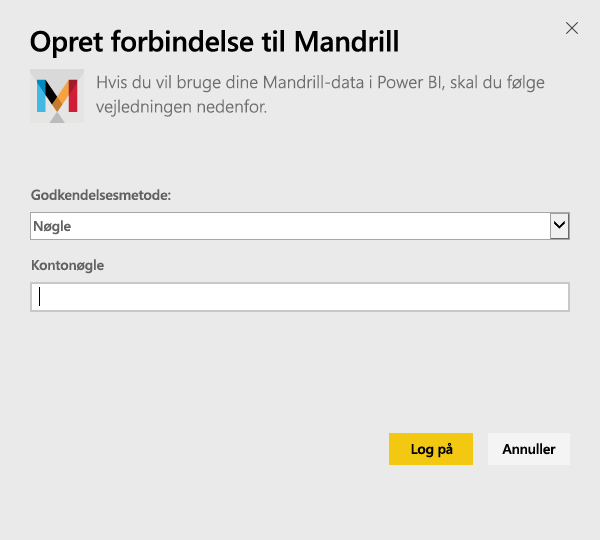 Opret forbindelse til Mandrill
Hvis du vil bruge dine Mandrill-data i Power BI, skal du følge
vejledningen nedenfor.
Godkendelsesmetode:
Nøgle
Kontonøgle
Log på
Annuller